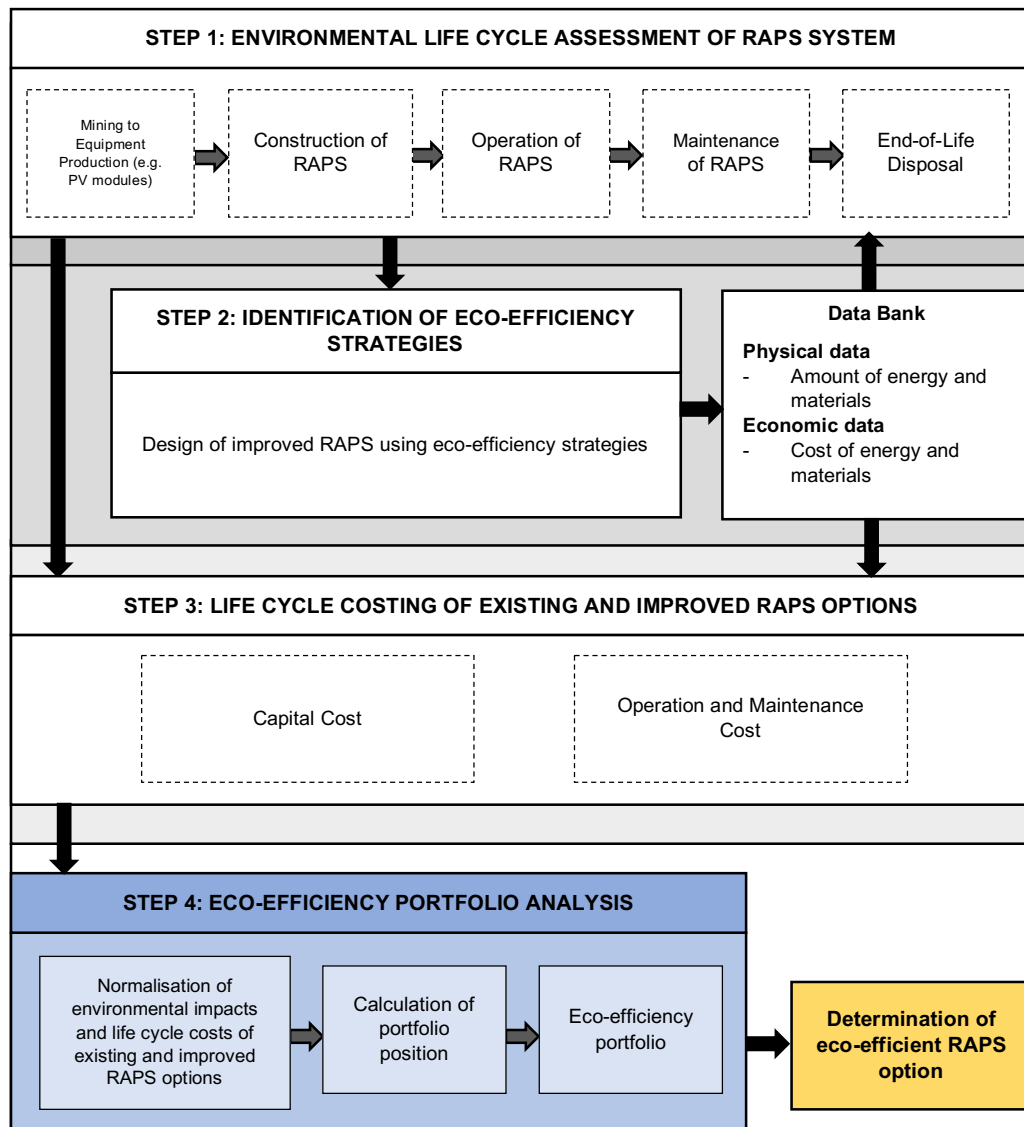 STEP 1: ENVIRONMENTAL LIFE CYCLE ASSESSMENT OF RAPS SYSTEM
Mining to
Equipment
Production (e.g.
PV modules)
Construction of
RAPS
Operation of
RAPS
Maintenance
of RAPS
End-of-Life
Disposal
STEP 2: IDENTIFICATION OF ECO-EFFICIENCY
STRATEGIES
Design of improved RAPS using eco-efficiency strategies
Data Bank
Physical data
- Amount of energy and
materials
Economic data
- Cost of energy and
materials
STEP 3: LIFE CYCLE COSTING OF EXISTING AND IMPROVED RAPS OPTIONS
Capital Cost
Operation and Maintenance
Cost
STEP 4: ECO-EFFICIENCY PORTFOLIO ANALYSIS
Normalisation of
environmental impacts
and life cycle costs of
existing and improved
RAPS options
Calculation of
portfolio
position
Eco-efficiency
portfolio
Determination of
eco-efficient RAPS
option